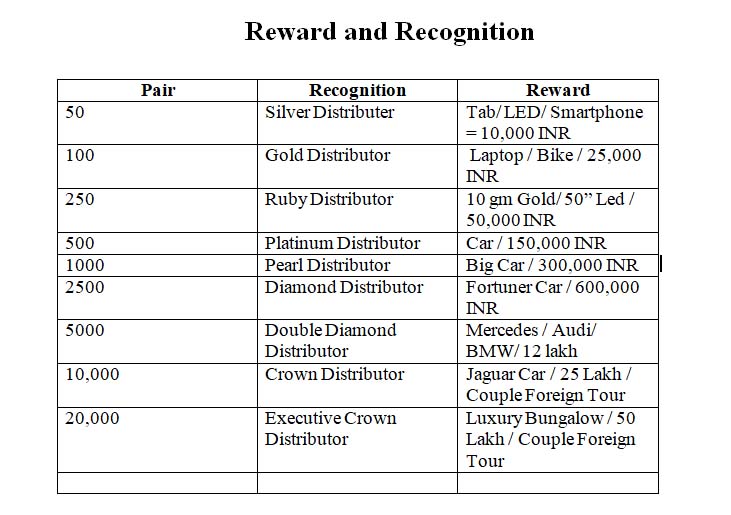 Reward and Recognition
Pair Recognition Reward
50 Silver Distributer Tab/LED/ Smartphone
= 10,000 INR
100 Gold Distributor Laptop / Bike / 25,000
INR
250 Ruby Distributor 10 gm Gold/ 50” Led /
50,000 INR
500 Platinum Distributor Car / 150,000 INR
1000 Pearl Distributor Big Car / 300,000 INR
2500 Diamond Distributor Fortuner Car / 600,000
INR
5000 Double Diamond Mercedes / Audi/
Distributor BMW/ 12 lakh
10,000 Crown Distributor Jaguar Car / 25 Lakh /
Couple Foreign Tour
20,000 Executive Crown Luxury Bungalow / 50
Distributor Lakh / Couple Foreign
Tour